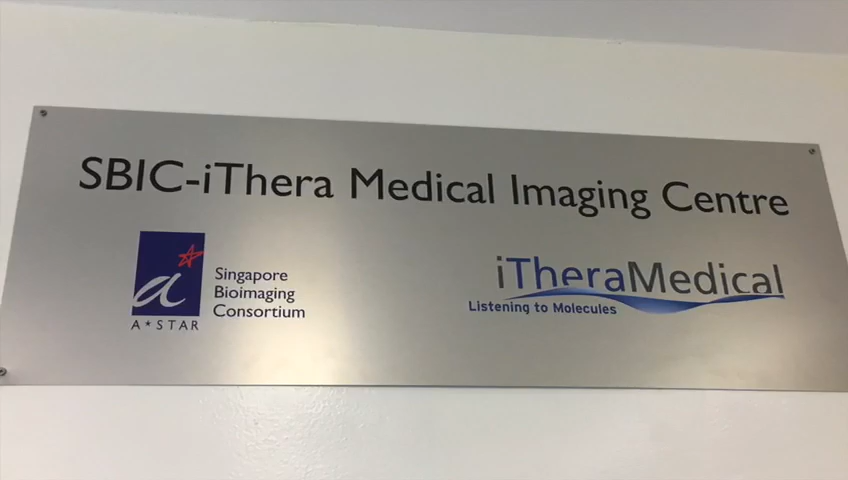 SBIC-iThera Medical Imaging Centre
a
A★STAR
Singapore
Bioimaging
Consortium
iTheraMedical
Listening to Molecules